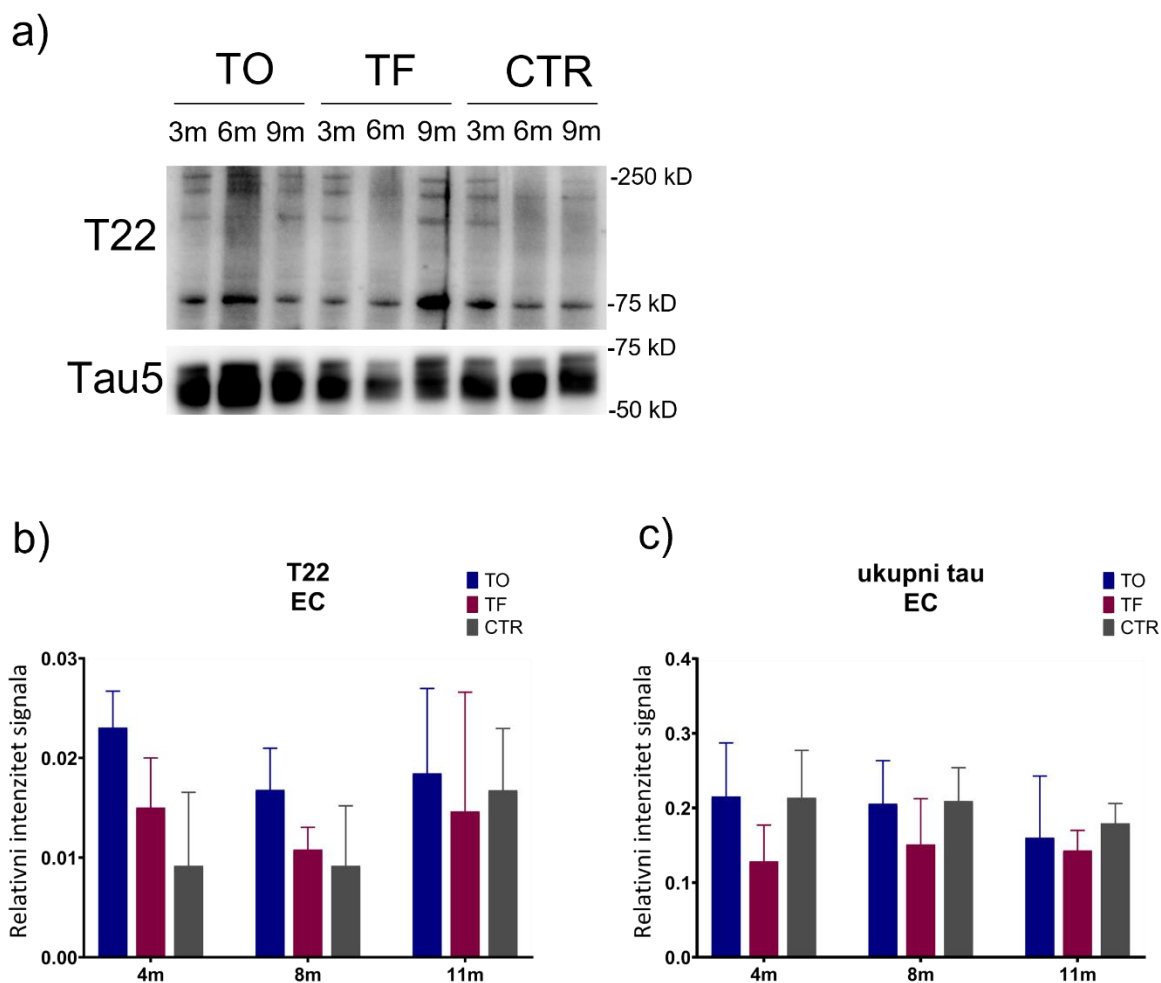 a)
TO TF CTR
3m 6m 9m 3m 6m 9m 3m 6m 9m
T22
-250 kD
-75 kD
Tau5
-75 kD
-50 kD
b)
T22
EC
TO
TF
CTR
Relativni intenzitet signala
0.03
0.02
0.01
0.00
4m 8m 11m
c)
ukupni tau
EC
TO
TF
CTR
Relativni intenzitet signala
0.4
0.3
0.2
0.1
0.0
4m 8m 11m